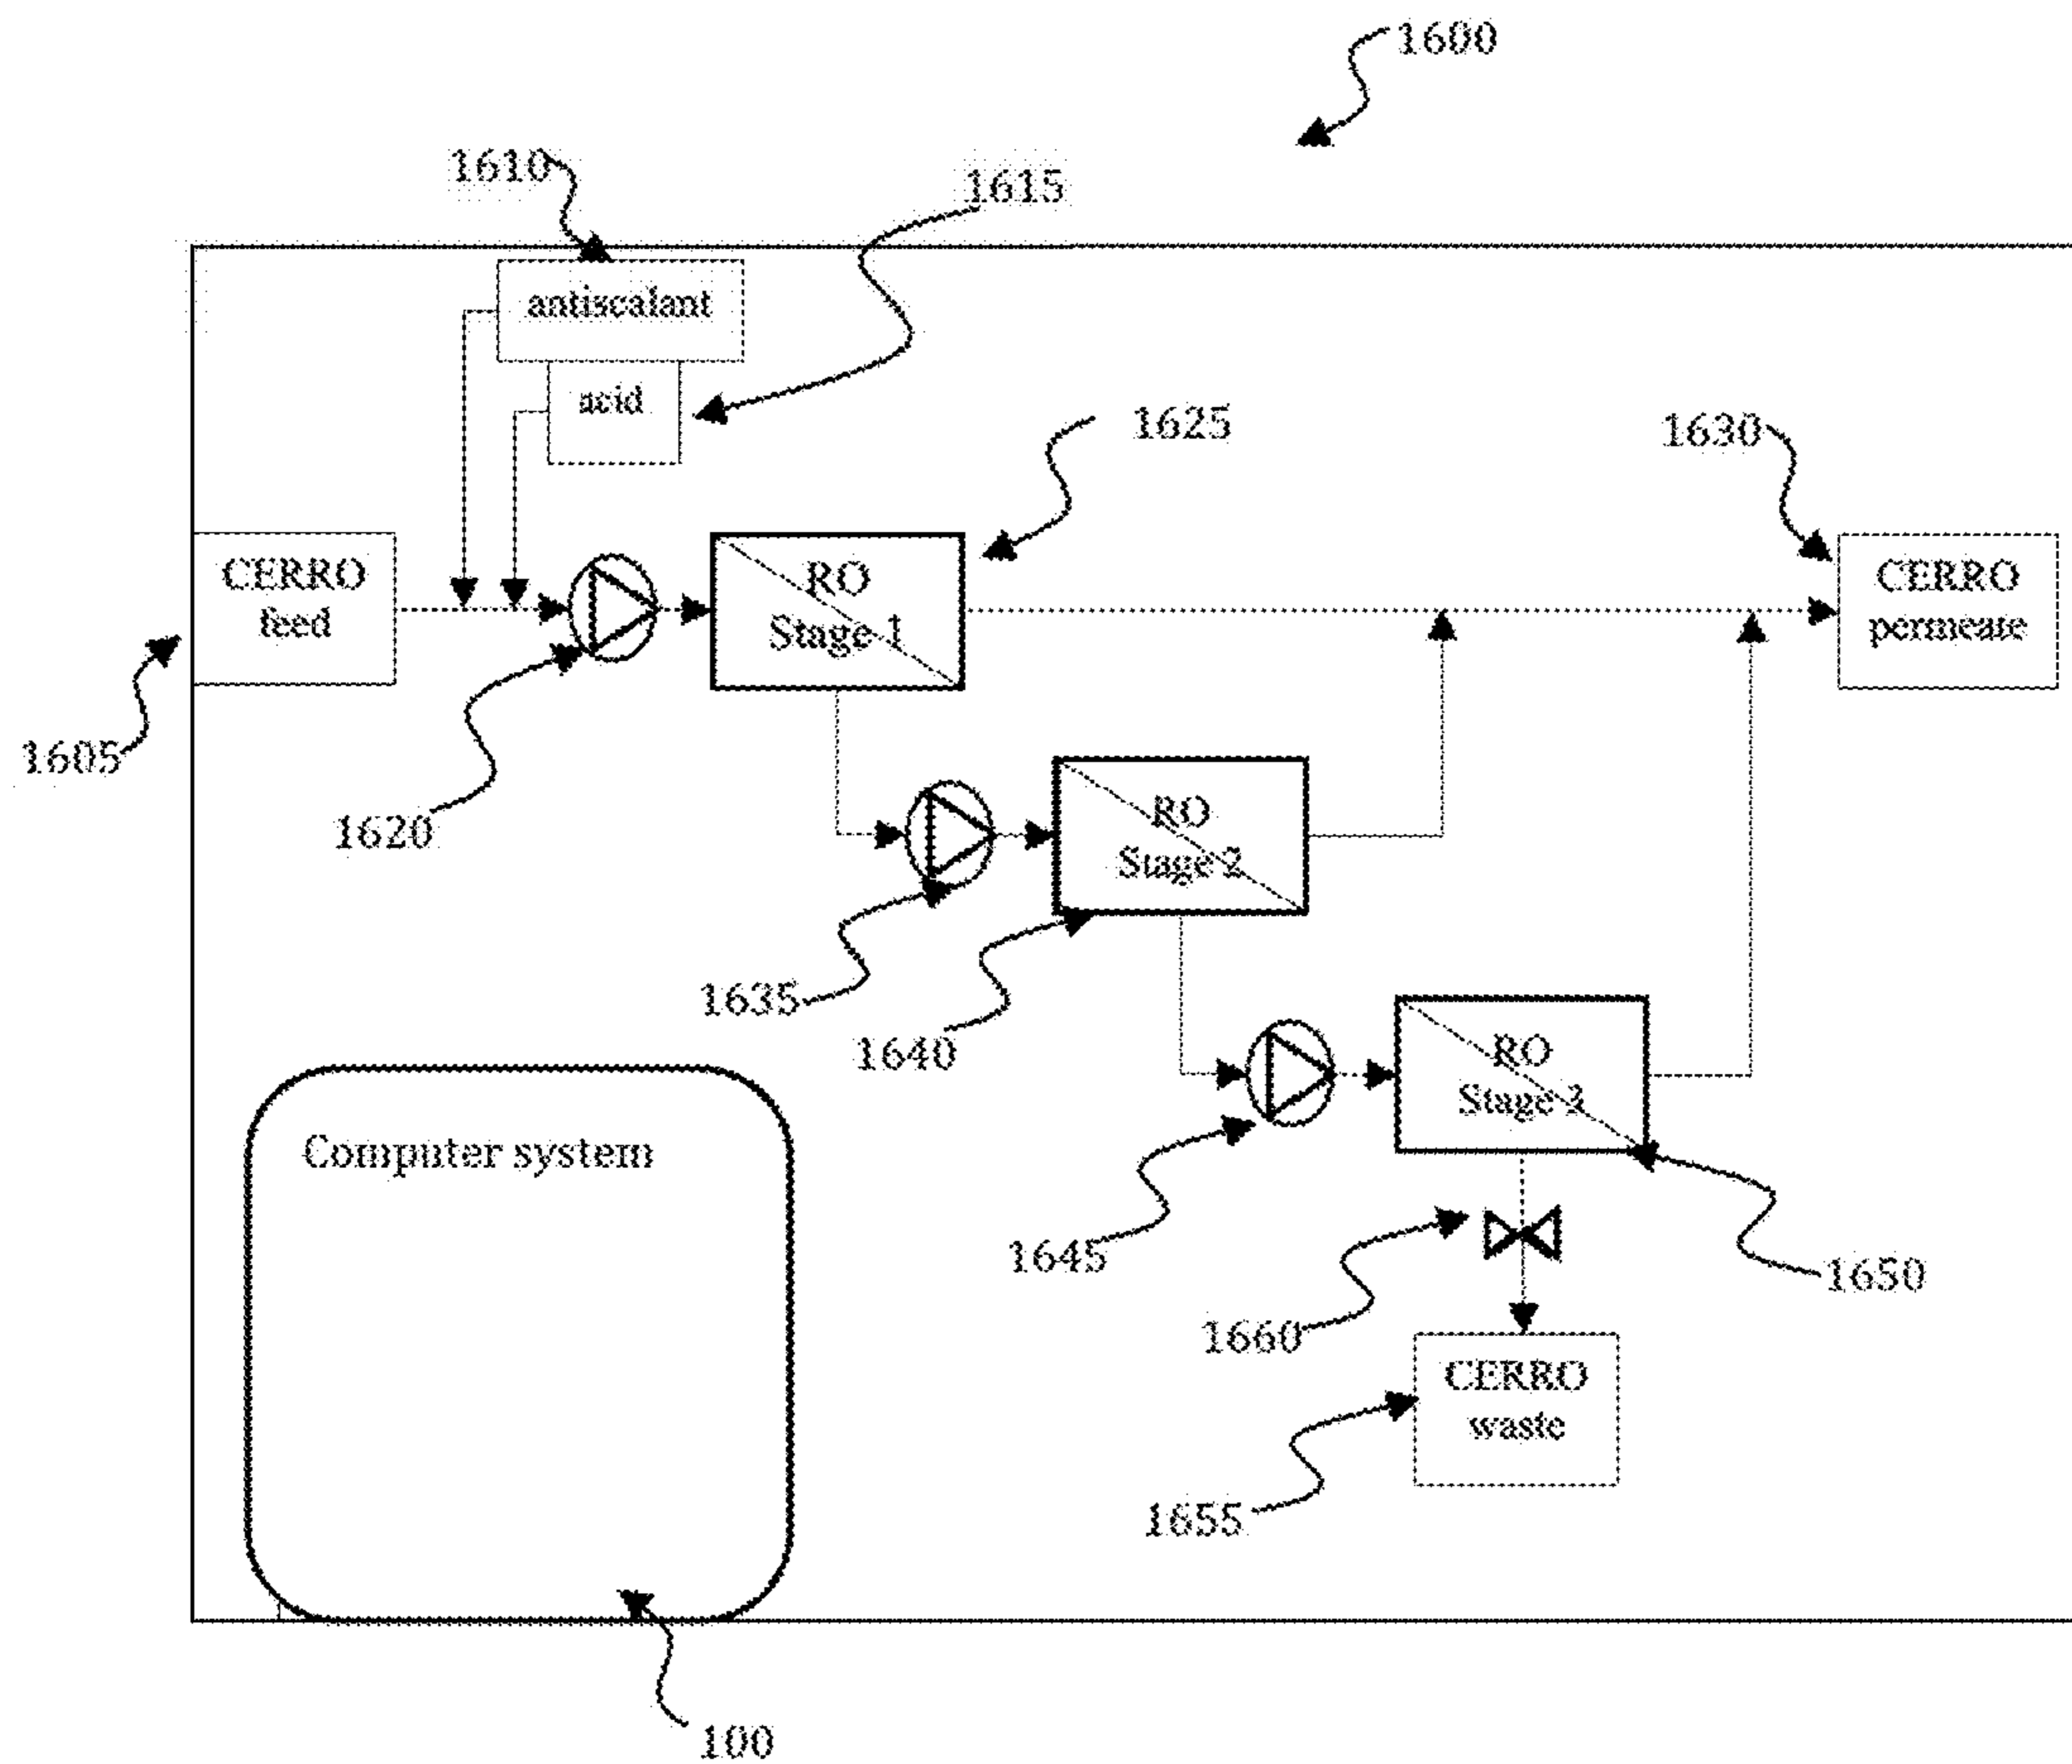 1600
1610
1615
antiscalant
acid
1625
1630
CERRO
feed
RO
Stage 1
CERRO
permeate
1605
1620
RO
Stage 2
1635
1640
RO
Stage 3
Computer system
1645
1650
1660
CERRO
waste
1655
100